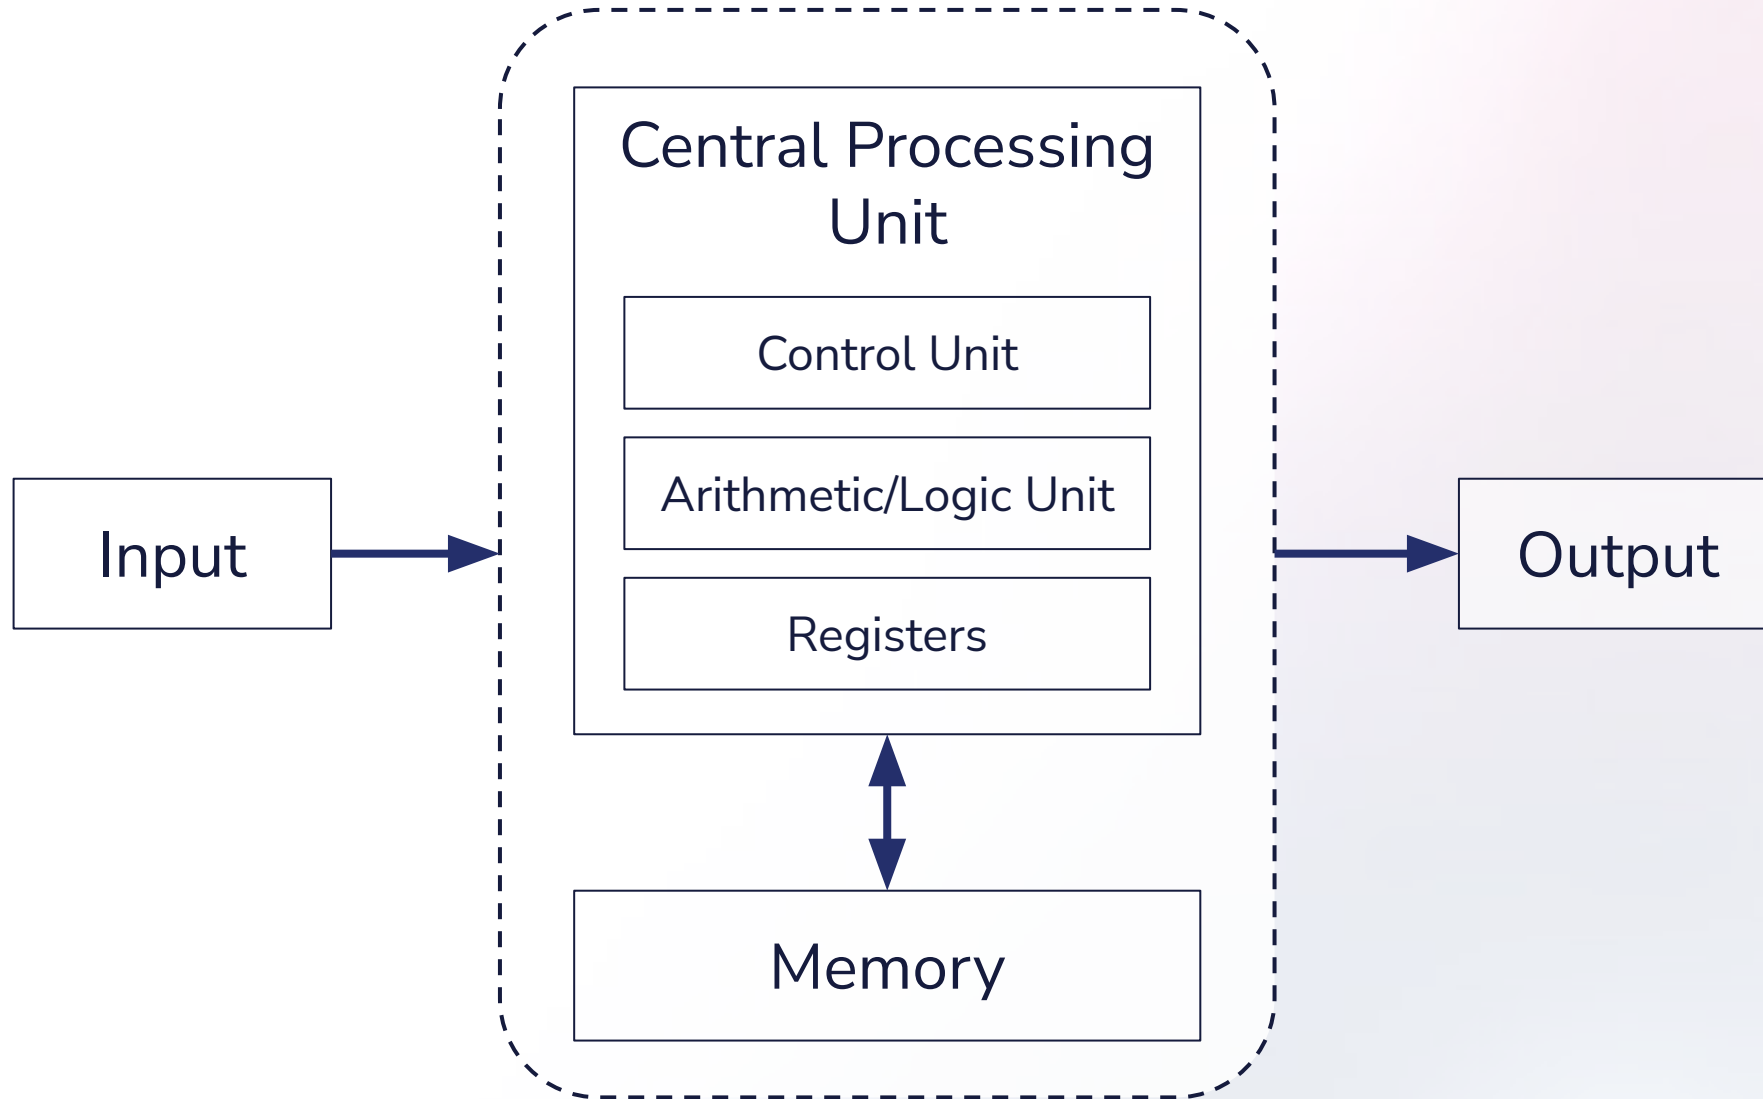 Central Processing
Unit
Control Unit
Arithmetic/Logic Unit
Registers
Input
Output
Memory